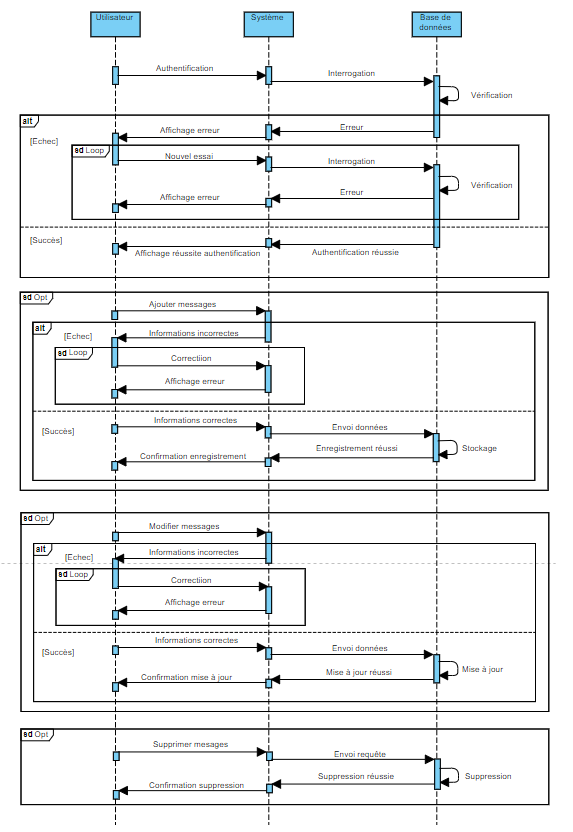 Utilisateur
Système
Base de
données
Authentification
Interrogation
Vérification
alt
[Echec]
Affichage erreur
Erreur
sd Loop
Nouvel essai
Interrogation
Vérification
Affichage erreur
Erreur
[Succès]
Affichage réussite authentification
Authentification réussie
sd Opt
Ajouter messages
alt
[Echec]
Informations incorrectes
sd Loop
Correctiion
Affichage erreur
[Succès]
Informations correctes
Envoi données
Stockage
Confirmation enregistrement
Enregistrement réussi
sd Opt
Modifier messages
alt
[Echec]
Informations incorrectes
sd Loop
Correctiion
Affichage erreur
[Succès]
Informations correctes
Envoi données
Mise à jour
Confirmation mise à jour
Mise à jour réussi
sd Opt
Supprimer mesages
Envoi requête
Suppression
Confirmation suppression
Suppression réussie